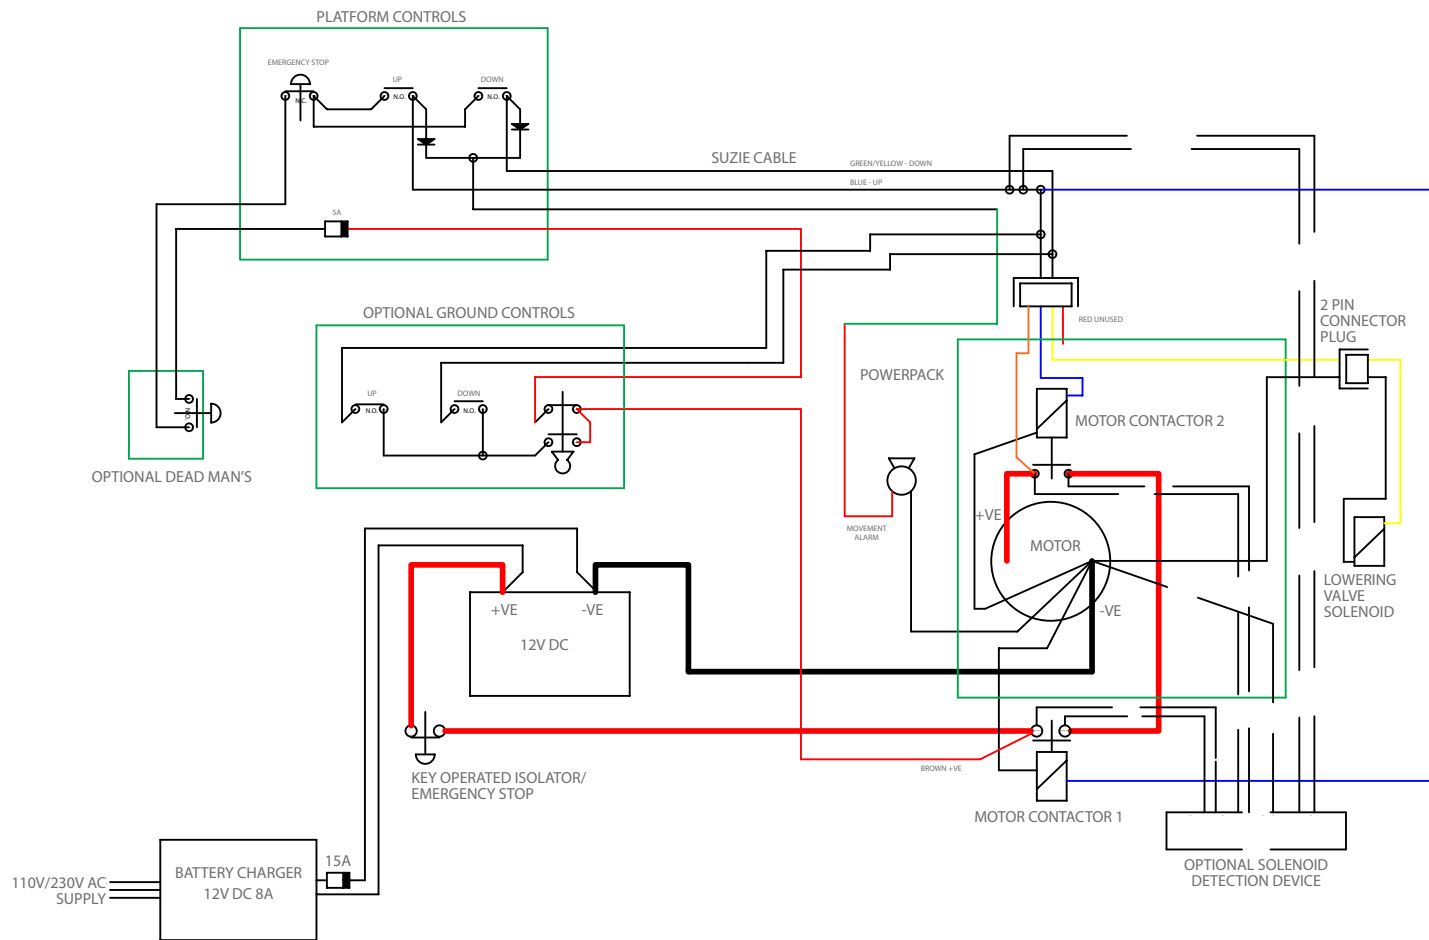 PLATFORM CONTROLS
EMERGENCY STOP
N.C.
UP
N.O.
DOWN
N.O.
SUZIE CABLE
GREEN/YELLOW - DOWN
BLUE - UP
5A
OPTIONAL GROUND CONTROLS
UP
N.O.
DOWN
N.O.
RED UNUSED
2 PIN
CONNECTOR
PLUG
POWERPACK
MOTOR CONTACTOR 2
OPTIONAL DEAD MAN'S
+VE
MOTOR
-VE
MOVEMENT
ALARM
LOWERING
VALVE
SOLENOID
+VE
-VE
12V DC
KEY OPERATED ISOLATOR/
EMERGENCY STOP
BROWN +VE
MOTOR CONTACTOR 1
OPTIONAL SOLENOID
DETECTION DEVICE
15A
BATTERY CHARGER
12V DC 8A
110V/230V AC
SUPPLY